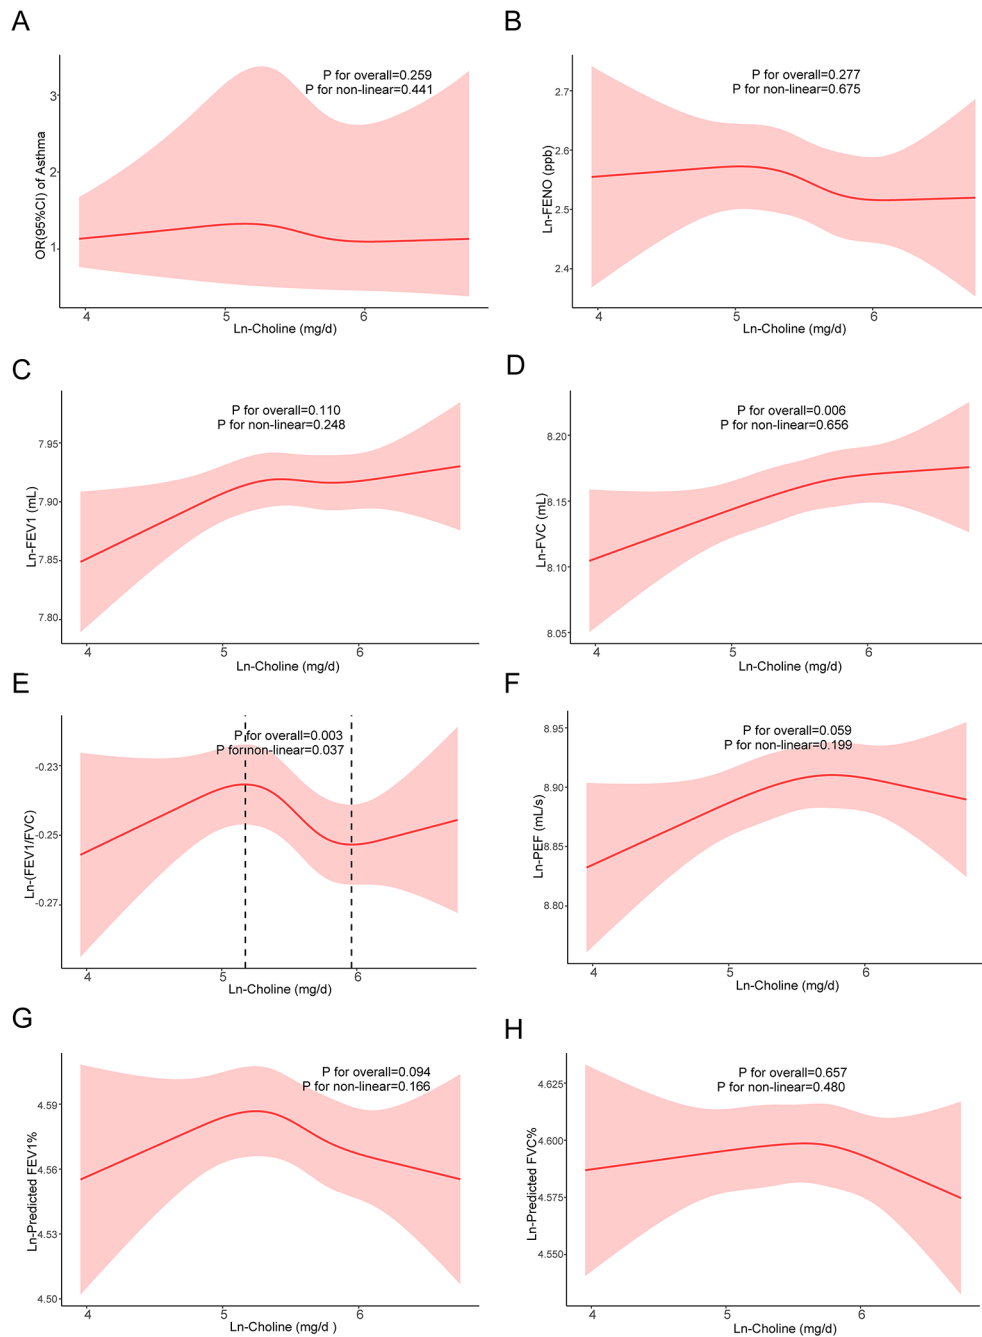 A
P for overall=0.259
P for non-linear=0.441
OR(95%CI) of Asthma
3
2
1
4 5 6
Ln-Choline (mg/d)
B
P for overall=0.277
P for non-linear=0.675
Ln-FENO (ppb)
2.7
2.6
2.5
2.4
4 5 6
Ln-Choline (mg/d)
C
P for overall=0.110
P for non-linear=0.248
Ln-FEV1 (mL)
7.95
7.90
7.85
7.80
4 5 6
Ln-Choline (mg/d)
D
P for overall=0.006
P for non-linear=0.656
Ln-FVC (mL)
8.20
8.15
8.10
8.05
4 5 6
Ln-Choline (mg/d)
E
P for overall=0.003
P for non-linear=0.037
Ln-(FEV1/FVC)
-0.23
-0.25
-0.27
4 5 6
Ln-Choline (mg/d)
F
P for overall=0.059
P for non-linear=0.199
Ln-PEF (mL/s)
8.95
8.90
8.85
8.80
4 5 6
Ln-Choline (mg/d)
G
P for overall=0.094
P for non-linear=0.166
Ln-Predicted FEV1%
4.59
4.56
4.53
4.50
4 5 6
Ln-Choline (mg/d )
H
P for overall=0.657
P for non-linear=0.480
Ln-Predicted FVC%
4.625
4.600
4.575
4.550
4 5 6
Ln-Choline (mg/d)